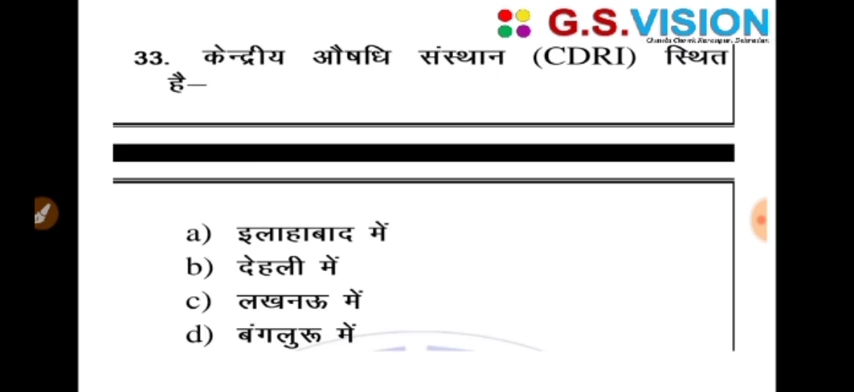 G.S.VISION
33. केन्द्रीय औषधि संस्थान (CDRI) स्थित
है—
a) इलाहाबाद में
b) देहली में
c) लखनऊ में
d) बंगलुरू में